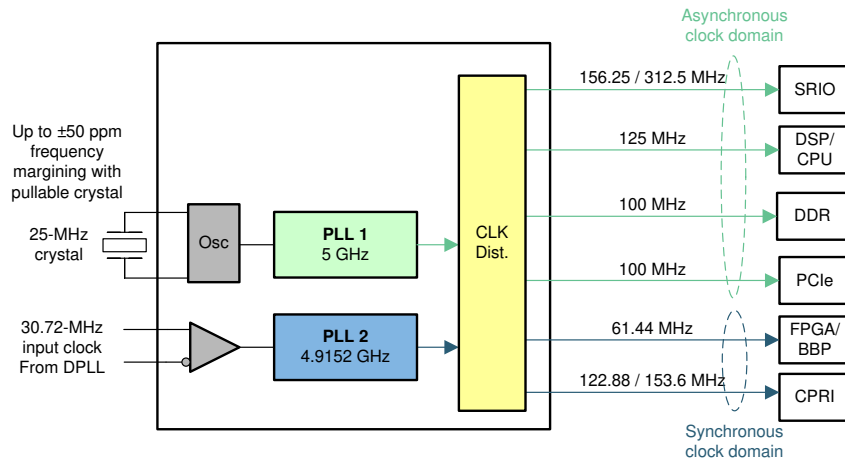 Asynchronous
clock domain
156.25 / 312.5 MHz
SRIO
Up to ±50 ppm
frequency
margining with
pullable crystal
125 MHz
DSP/
CPU
100 MHz
DDR
25-MHz
crystal
Osc
PLL 1
5 GHz
CLK
Dist.
100 MHz
PCIe
30.72-MHz
input clock
From DPLL
PLL 2
4.9152 GHz
61.44 MHz
FPGA/
BBP
122.88 / 153.6 MHz
CPRI
Synchronous
clock domain